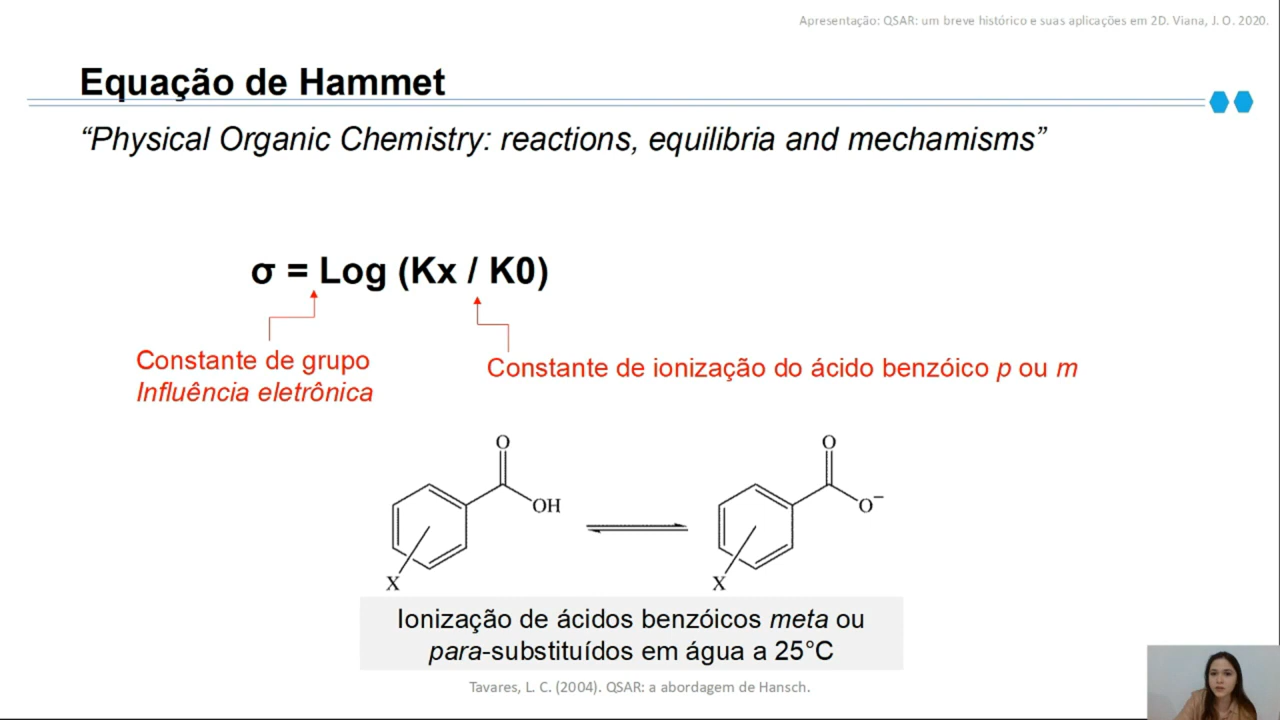 Apresentação: QSAR: um breve histórico e suas aplicações em 2D. Viana, J. O. 2020.
Equação de Hammet
“Physical Organic Chemistry: reactions, equilibria and mechamisms”
σ = Log (Kx / K0)
Constante de grupo
Influência eletrônica
Constante de ionização do ácido benzóico p ou m
O
OH
X
O
O⁻
X
Ionização de ácidos benzóicos meta ou
para-substituídos em água a 25°C
Tavares, L. C. (2004). QSAR: a abordagem de Hansch.